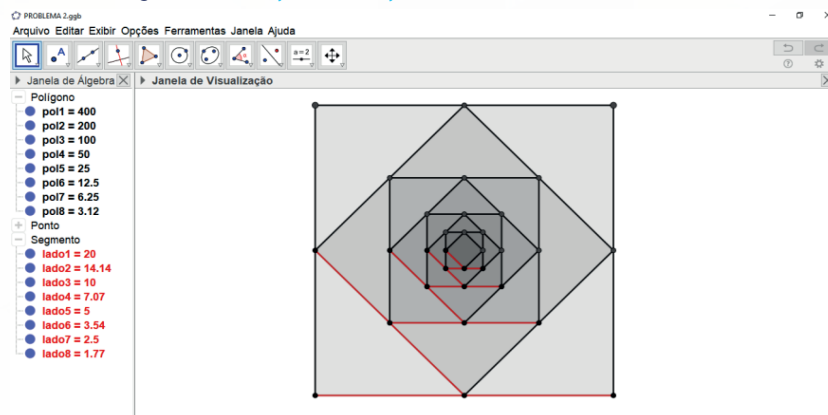 PROBLEMA 2.ggb
Arquivo Editar Exibir Opções Ferramentas Janela Ajuda
A
a=2
Janela de Álgebra
Janela de Visualização
Polígono
pol1 = 400
pol2 = 200
pol3 = 100
pol4 = 50
pol5 = 25
pol6 = 12.5
pol7 = 6.25
pol8 = 3.12
Ponto
Segmento
lado1 = 20
lado2 = 14.14
lado3 = 10
lado4 = 7.07
lado5 = 5
lado6 = 3.54
lado7 = 2.5
lado8 = 1.77